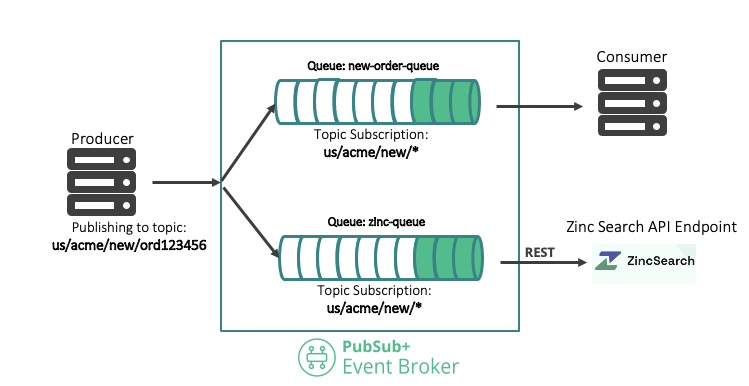 Queue: new-order-queue
Topic Subscription:
us/acme/new/*
Consumer
Producer
Publishing to topic:
us/acme/new/ord123456
Queue: zinc-queue
Topic Subscription:
us/acme/new/*
REST
Zinc Search API Endpoint
ZincSearch
PubSub+
Event Broker